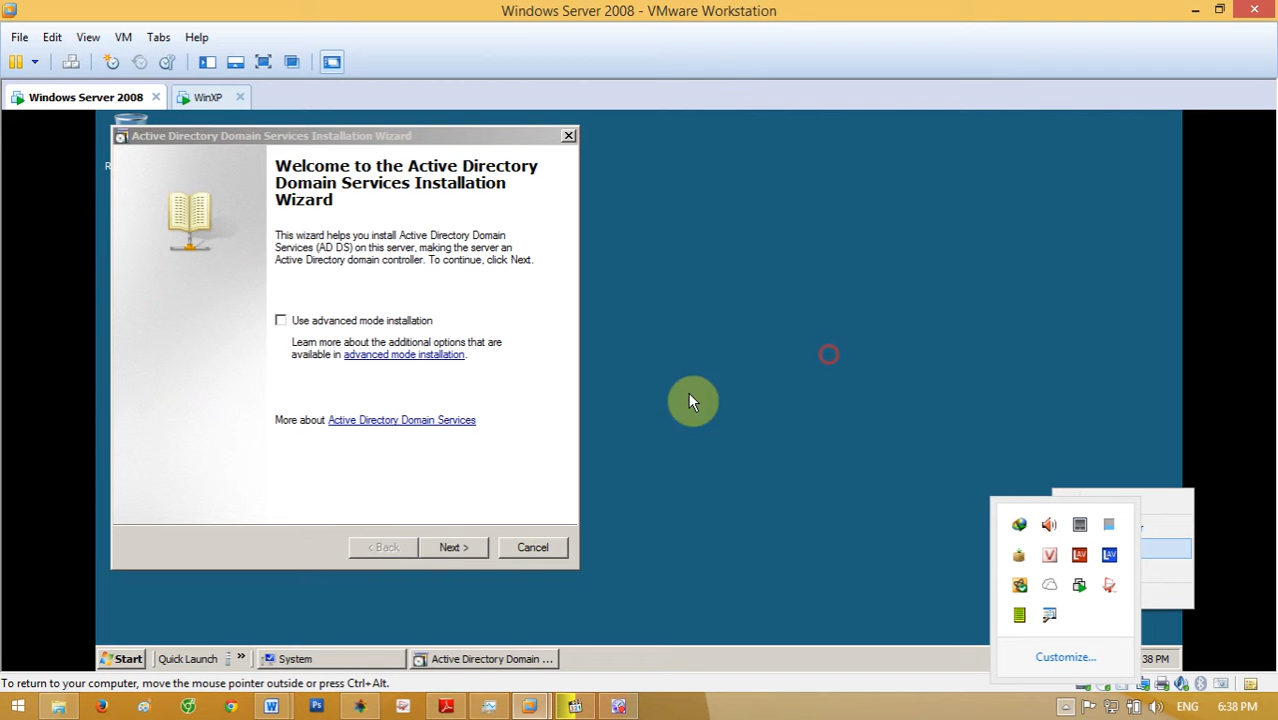 Windows Server 2008 - VMware Workstation
File Edit View VM Tabs Help
Windows Server 2008 WinXP
Active Directory Domain Services Installation Wizard
Welcome to the Active Directory
Domain Services Installation
Wizard
This wizard helps you install Active Directory Domain
Services (AD DS) on this server, making the server an
Active Directory domain controller. To continue, click Next.
Use advanced mode installation
Learn more about the additional options that are
available in advanced mode installation.
More about Active Directory Domain Services
< Back Next > Cancel
LAV LAV
Customize...
Start Quick Launch » System Active Directory Domain ... 38 PM
To return to your computer, move the mouse pointer outside or press Ctrl+Alt.
ENG 6:38 PM